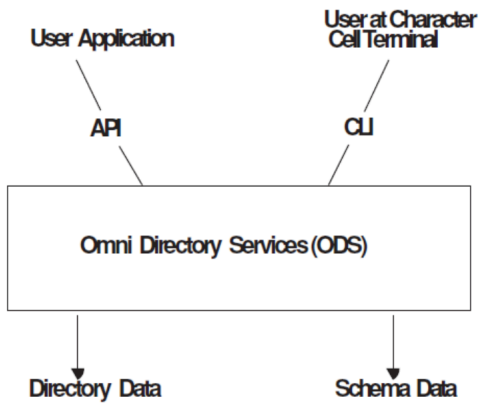 User Application
User at Character
Cell Terminal
API
CLI
Omni Directory Services (ODS)
Directory Data
Schema Data